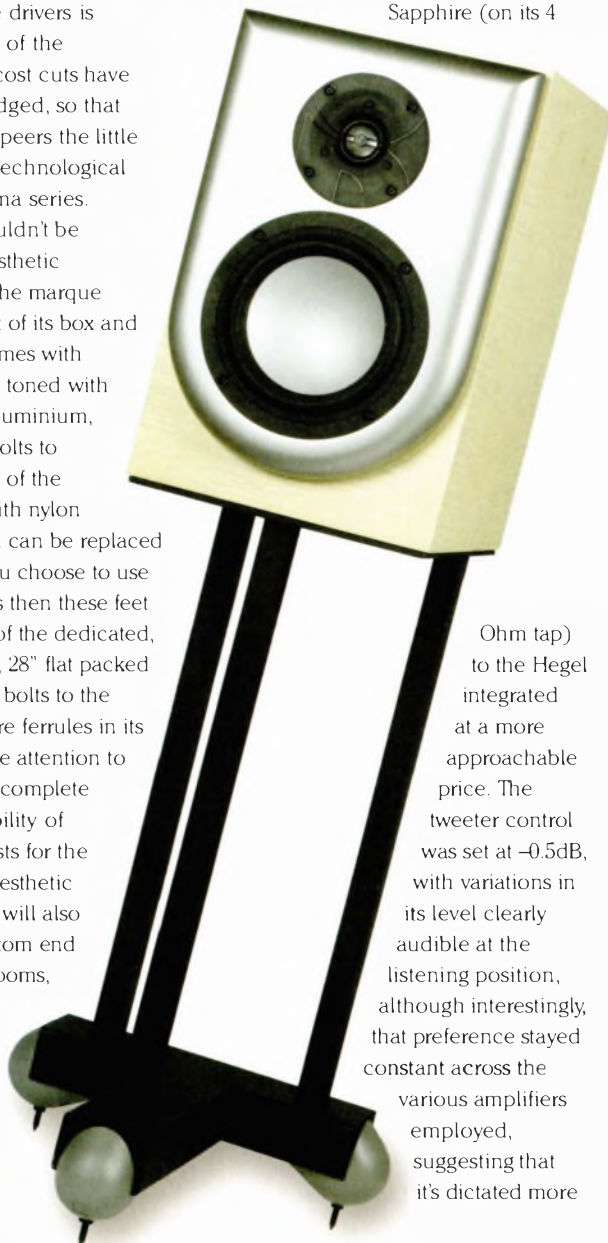 e drivers is
of the
cost cuts have
dged, so that
peers the little
echnological
na series.
uldn't be
sthetic
he marque
t of its box and
mes with
toned with
uminium,
olts to
of the
ith nylon
can be replaced
u choose to use
s then these feet
of the dedicated,
, 28" flat packed
bolts to the
re ferrules in its
e attention to
complete
bility of
sts for the
esthetic
will also
tom end
ooms,
Sapphire (on its 4
Ohm tap)
to the Hegel
integrated
at a more
approachable
price. The
tweeter control
was set at –0.5dB,
with variations in
its level clearly
audible at the
listening position,
although interestingly,
that preference stayed
constant across the
various amplifiers
employed,
suggesting that
it's dictated more